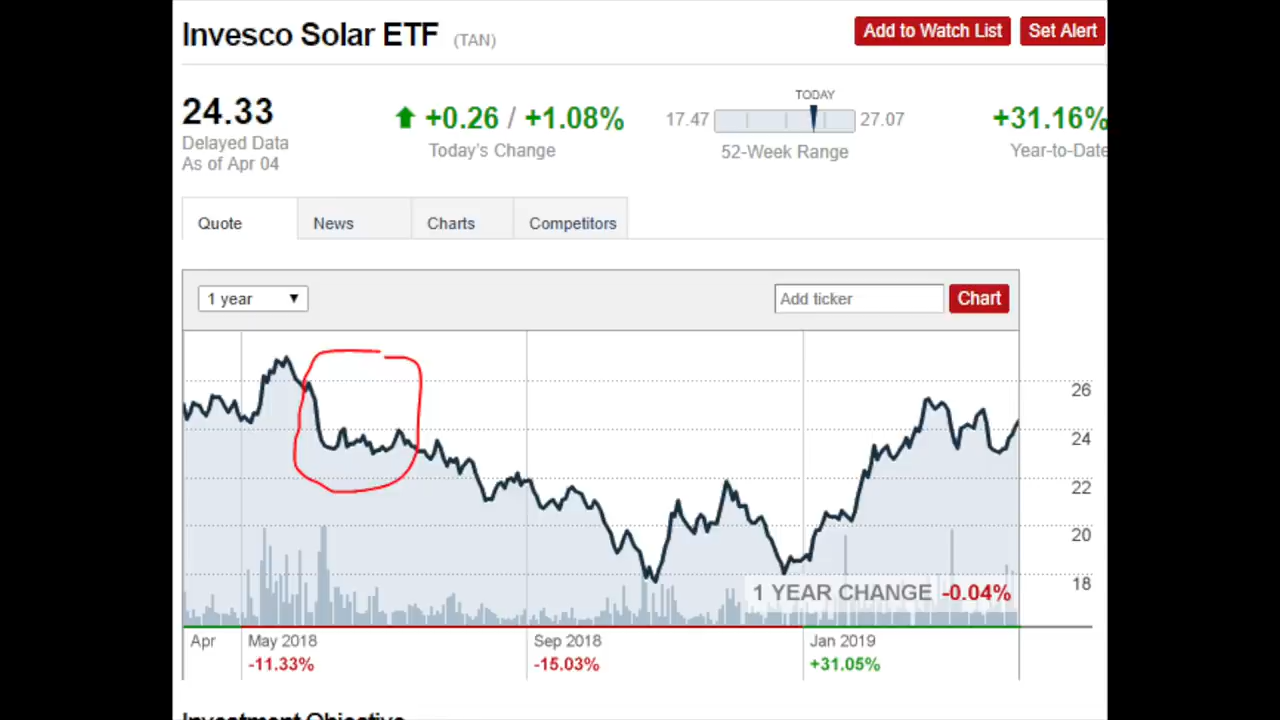 Invesco Solar ETF (TAN)
Add to Watch List
Set Alert
24.33
Delayed Data
As of Apr 04
+0.26 / +1.08%
Today's Change
TODAY
17.47
27.07
52-Week Range
+31.16%
Year-to-Date
Quote
News
Charts
Competitors
1 year
Add ticker
Chart
26
24
22
20
18
1 YEAR CHANGE -0.04%
Apr
May 2018
Sep 2018
Jan 2019
-11.33%
-15.03%
+31.05%
Investment Objective